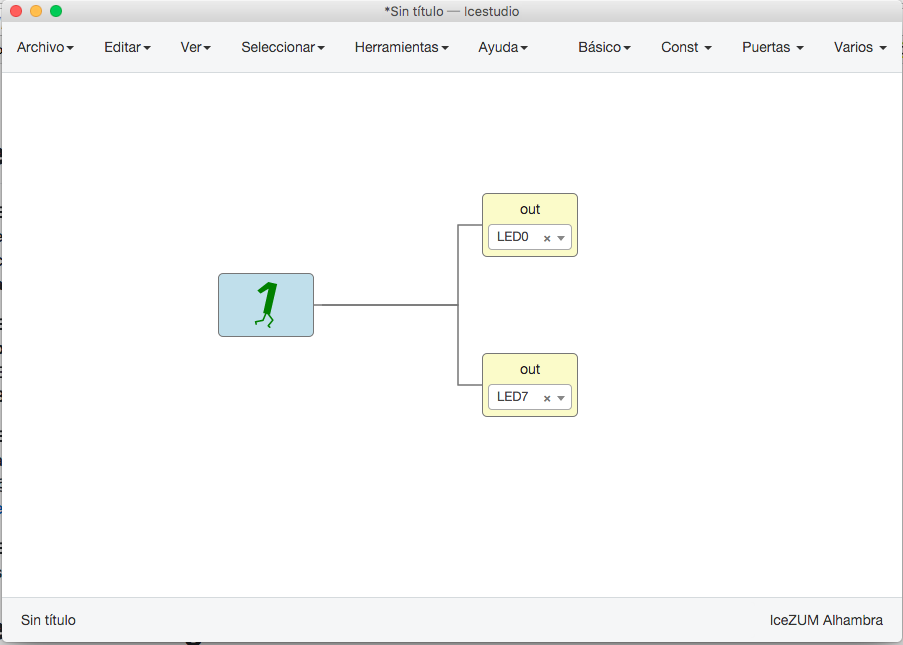 *Sin título — Icestudio
Archivo Editar Ver Seleccionar Herramientas Ayuda Básico Const Puertas Varios
out
LED0 ×
1
out
LED7 ×
Sin título IceZUM Alhambra